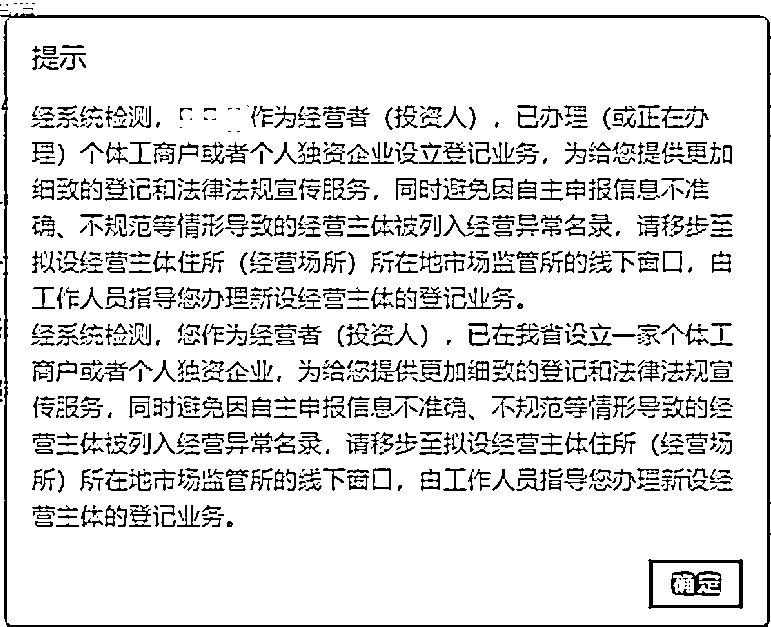 提示
经系统检测，作为经营者（投资人），已办理（或正在办
理）个体工商户或者个人独资企业设立登记业务，为给您提供更加
细致的登记和法律法规宣传服务，同时避免因自主申报信息不准
确、不规范等情形导致的经营主体被列入经营异常名录，请移步至
拟设经营主体住所（经营场所）所在地市场监管所的线下窗口，由
工作人员指导您办理新设经营主体的登记业务。
经系统检测，您作为经营者（投资人），已在我省设立一家个体工
商户或者个人独资企业，为给您提供更加细致的登记和法律法规宣
传服务，同时避免因自主申报信息不准确、不规范等情形导致的经
营主体被列入经营异常名录，请移步至拟设经营主体住所（经营场
所）所在地市场监管所的线下窗口，由工作人员指导您办理新设经
营主体的登记业务。
确定